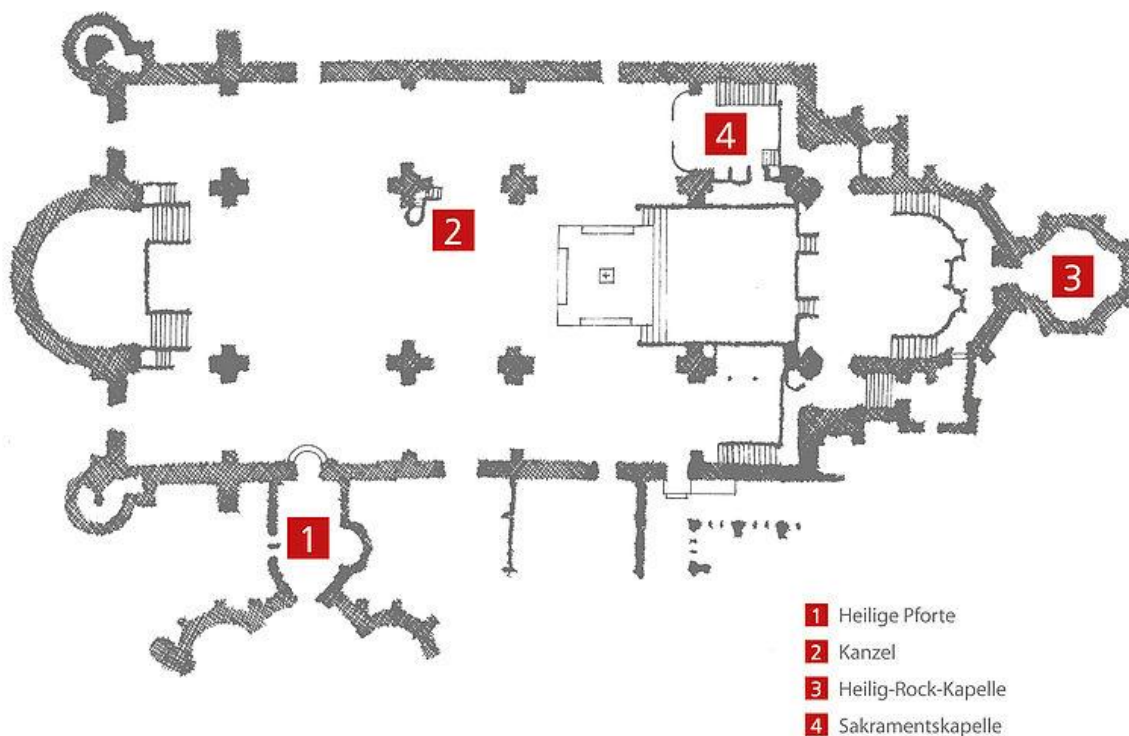 4
2
3
1
1 Heilige Pforte
2 Kanzel
3 Heilig-Rock-Kapelle
4 Sakramentskapelle